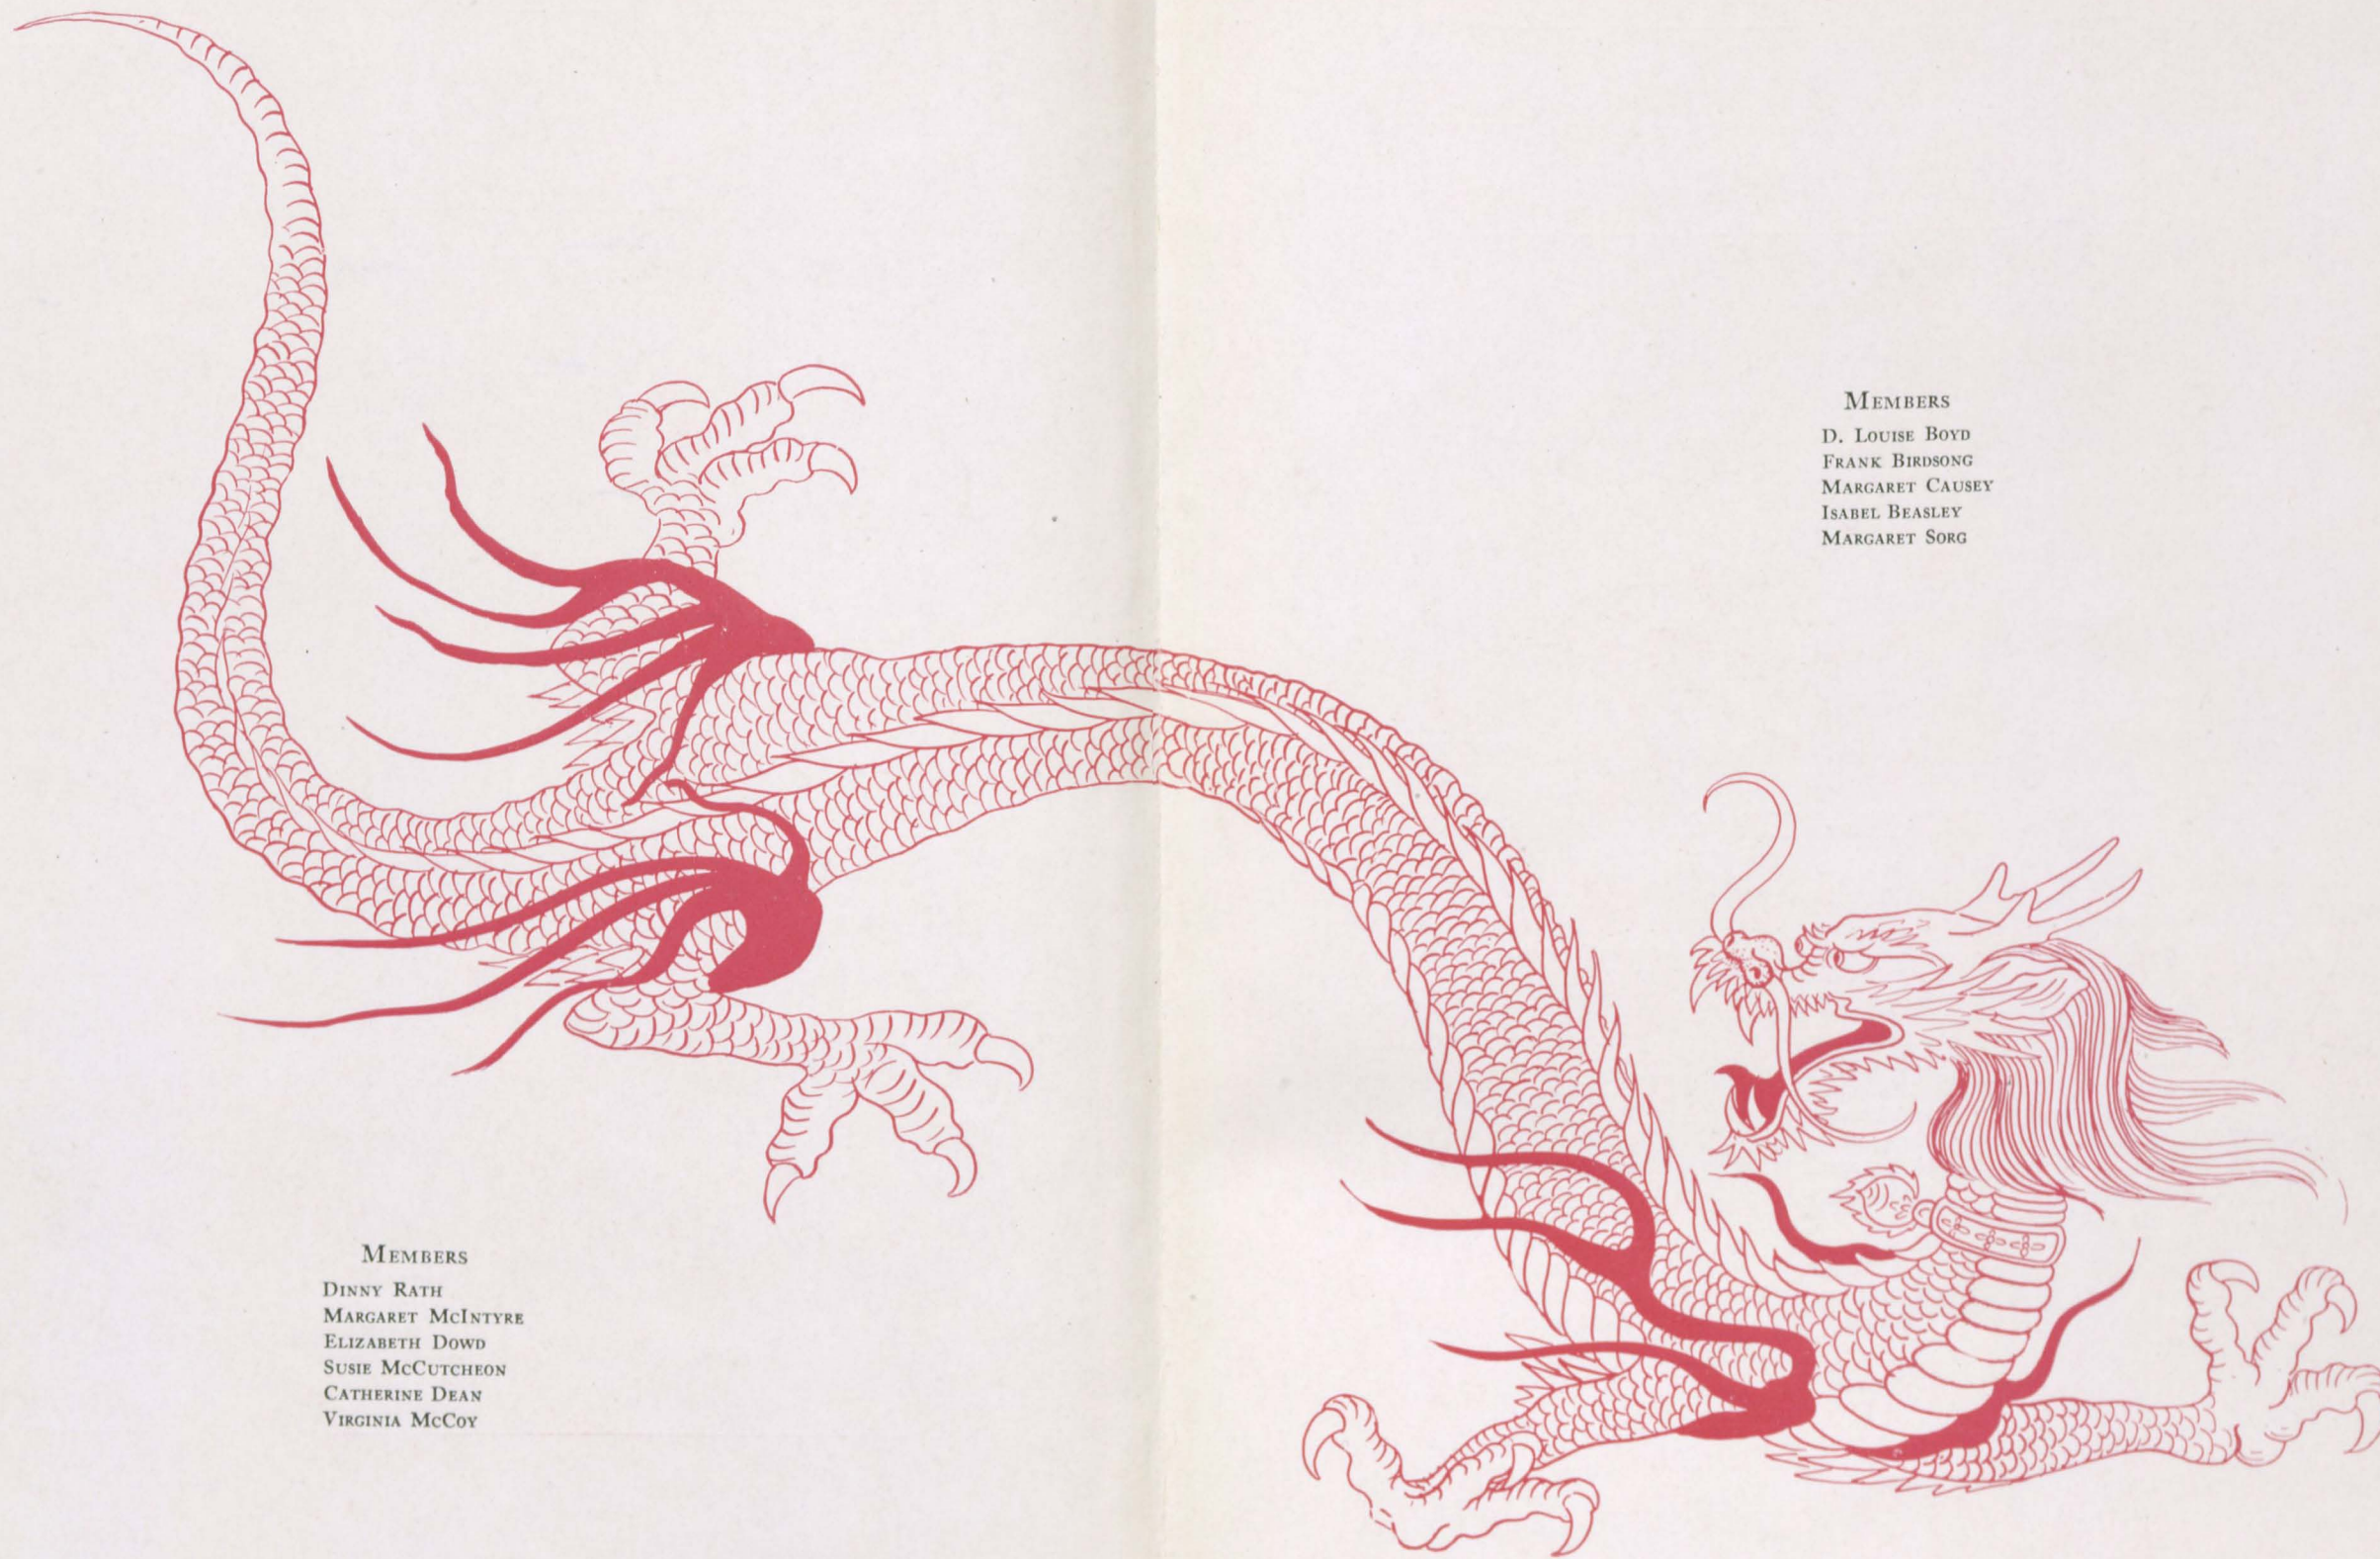 Members
Dinny Rath
Margaret McIntyre
Elizabeth Dowd
Susie McCutcheon
Catherine Dean
Virginia McCoy
Members
D. Louise Boyd
Frank Birdsong
Margaret Causey
Isabel Beasley
Margaret Sorg